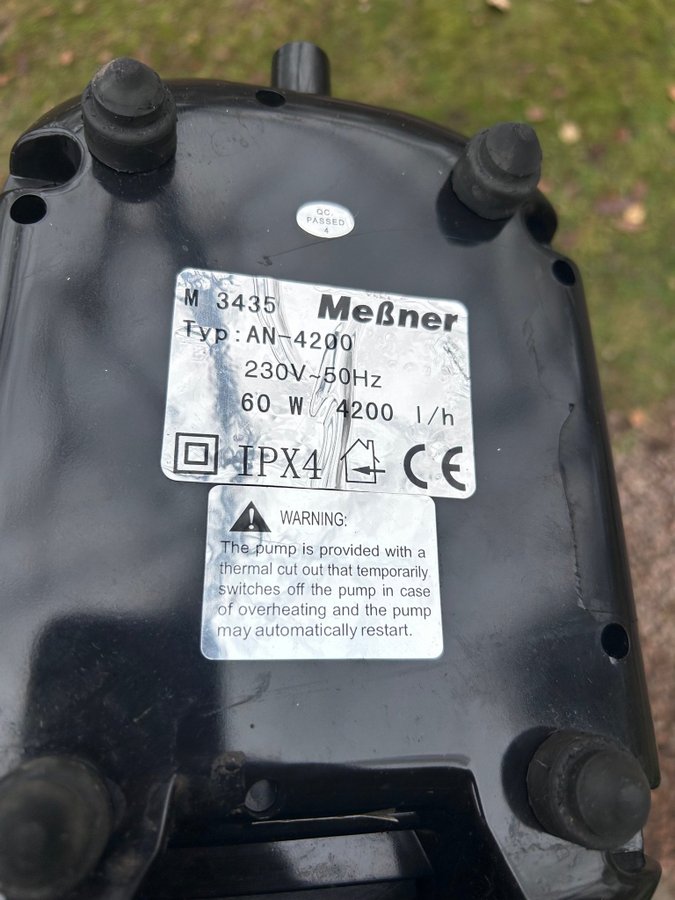 QC.
PASSED
4
M 3435 Meßner
Typ: AN-4200
230V~50Hz
60 W 4200 l/h
IPX4 CE
WARNING:
The pump is provided with a
thermal cut out that temporarily
switches off the pump in case
of overheating and the pump
may automatically restart.